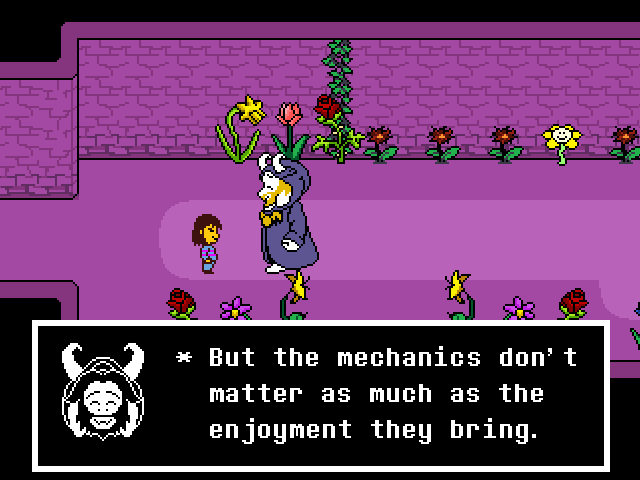 * But the mechanics don't
matter as much as the
enjoyment they bring.